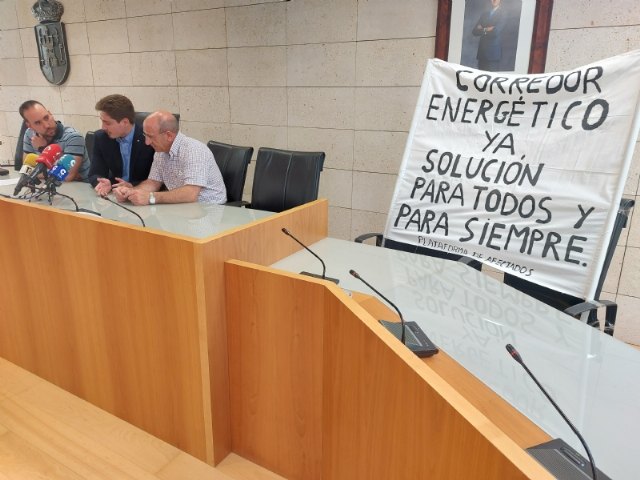 CORREDOR
ENERGÉTICO
YA
SOLUCIÓN
PARA TODOS Y
PARA SIEMPRE.
PLATAFORMA DE AFECTADOS